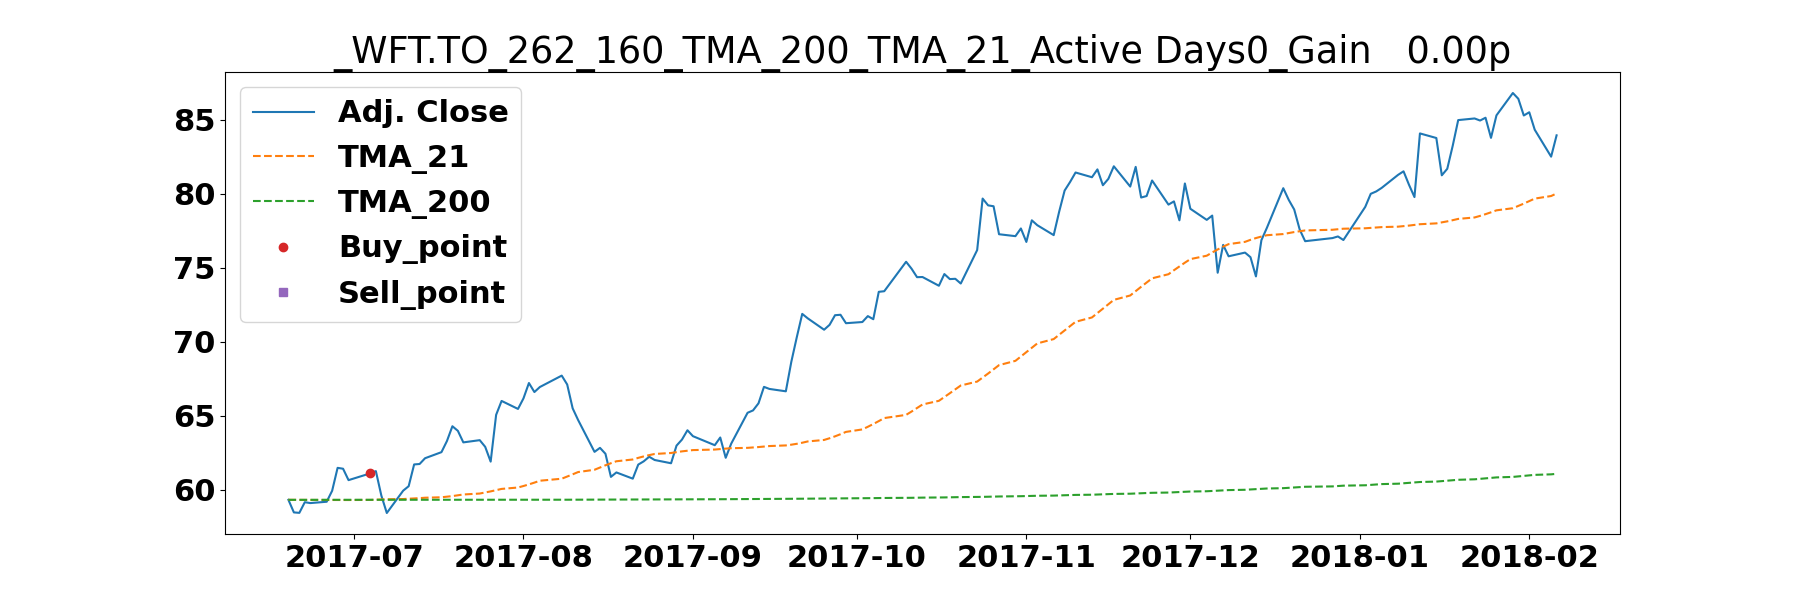 _WFT.TO_262_160_TMA_200_TMA_21_Active Days0_Gain   0.00p
85
80
75
70
65
60
Adj. Close
TMA_21
TMA_200
Buy_point
Sell_point
2017-07 2017-08 2017-09 2017-10 2017-11 2017-12 2018-01 2018-02